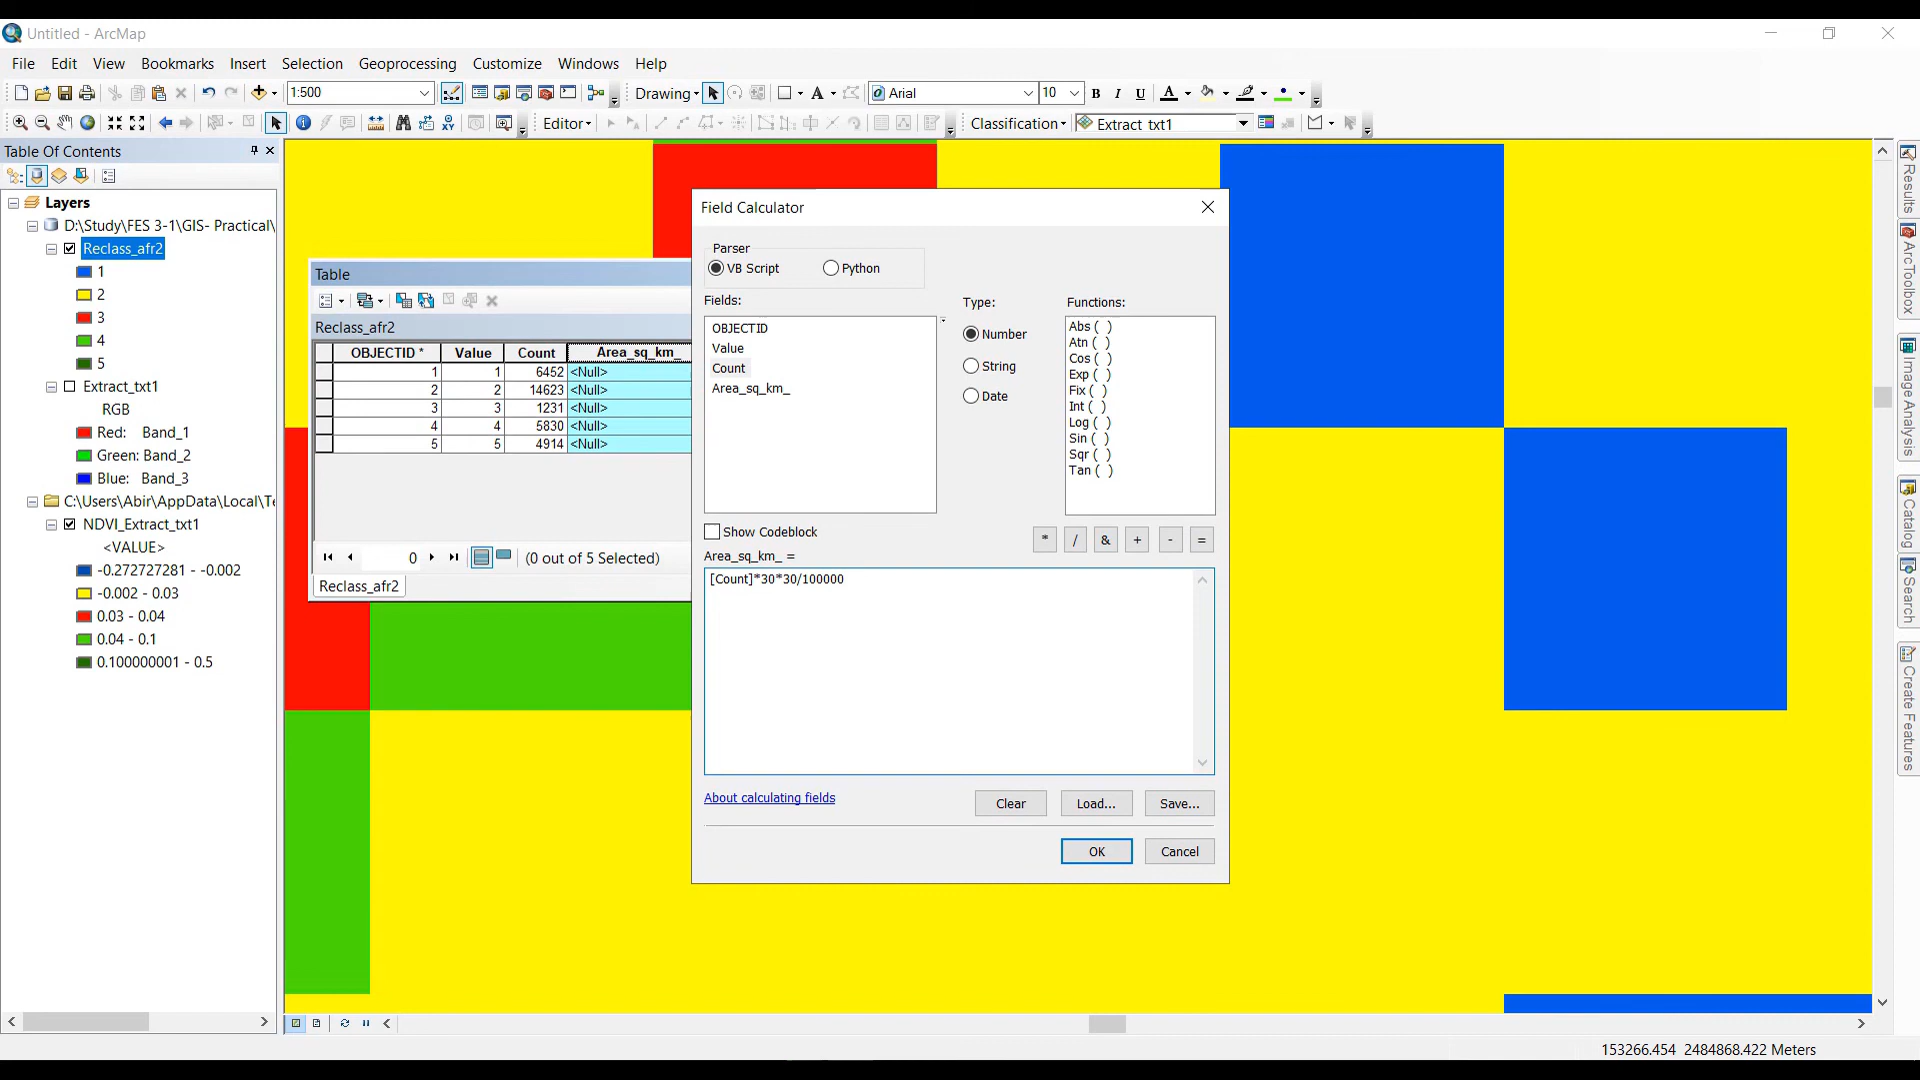 Untitled - ArcMap
File Edit View Bookmarks Insert Selection Geoprocessing Customize Windows Help
1:500 Drawing A Arial 10 B I U A
Editor Classification Extract_txt1
Table Of Contents
Layers
D:\Study\FES 3-1\GIS- Practical\
Reclass_afr2
1
2
3
4
5
Extract_txt1
RGB
Red: Band_1
Green: Band_2
Blue: Band_3
C:\Users\Abir\AppData\Local\Te
NDVI_Extract_txt1
<VALUE>
-0.272727281 - -0.002
-0.002 - 0.03
0.03 - 0.04
0.04 - 0.1
0.100000001 - 0.5
Table
Reclass_afr2
OBJECTID * Value Count Area_sq_km_
1 1 6452 <Null>
2 2 14623 <Null>
3 3 1231 <Null>
4 4 5830 <Null>
5 5 4914 <Null>
0 (0 out of 5 Selected)
Reclass_afr2
Field Calculator
Parser
VB Script Python
Fields: Type: Functions:
OBJECTID
Value
Count
Area_sq_km_
Number
String
Date
Abs ( )
Atn ( )
Cos ( )
Exp ( )
Fix ( )
Int ( )
Log ( )
Sin ( )
Sqr ( )
Tan ( )
Show Codeblock * / & + - =
Area_sq_km_ =
[Count]*30*30/100000
About calculating fields Clear Load... Save...
OK Cancel
Results
ArcToolbox
Image Analysis
Catalog
Search
Create Features
153266.454 2484868.422 Meters